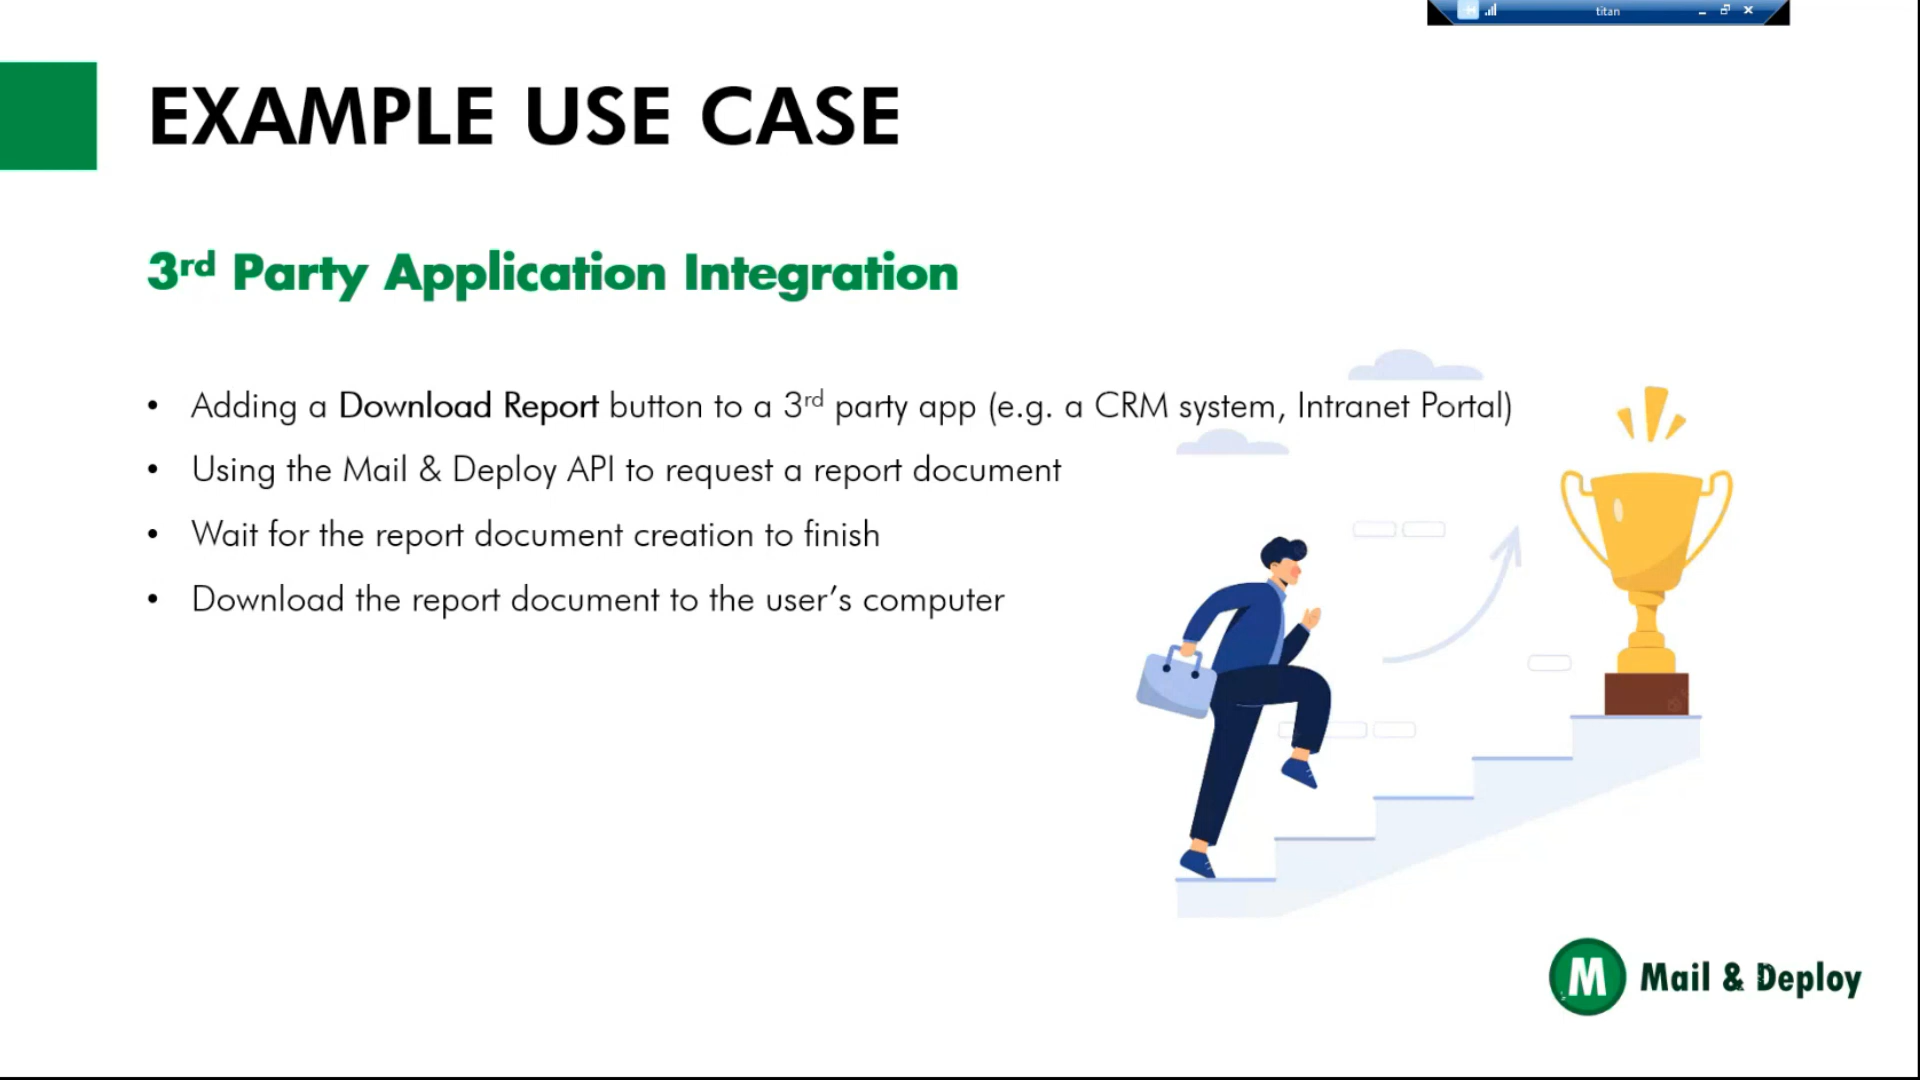 titan
EXAMPLE USE CASE
3rd Party Application Integration
• Adding a Download Report button to a 3rd party app (e.g. a CRM system, Intranet Portal)
• Using the Mail & Deploy API to request a report document
• Wait for the report document creation to finish
• Download the report document to the user’s computer
M Mail & Deploy